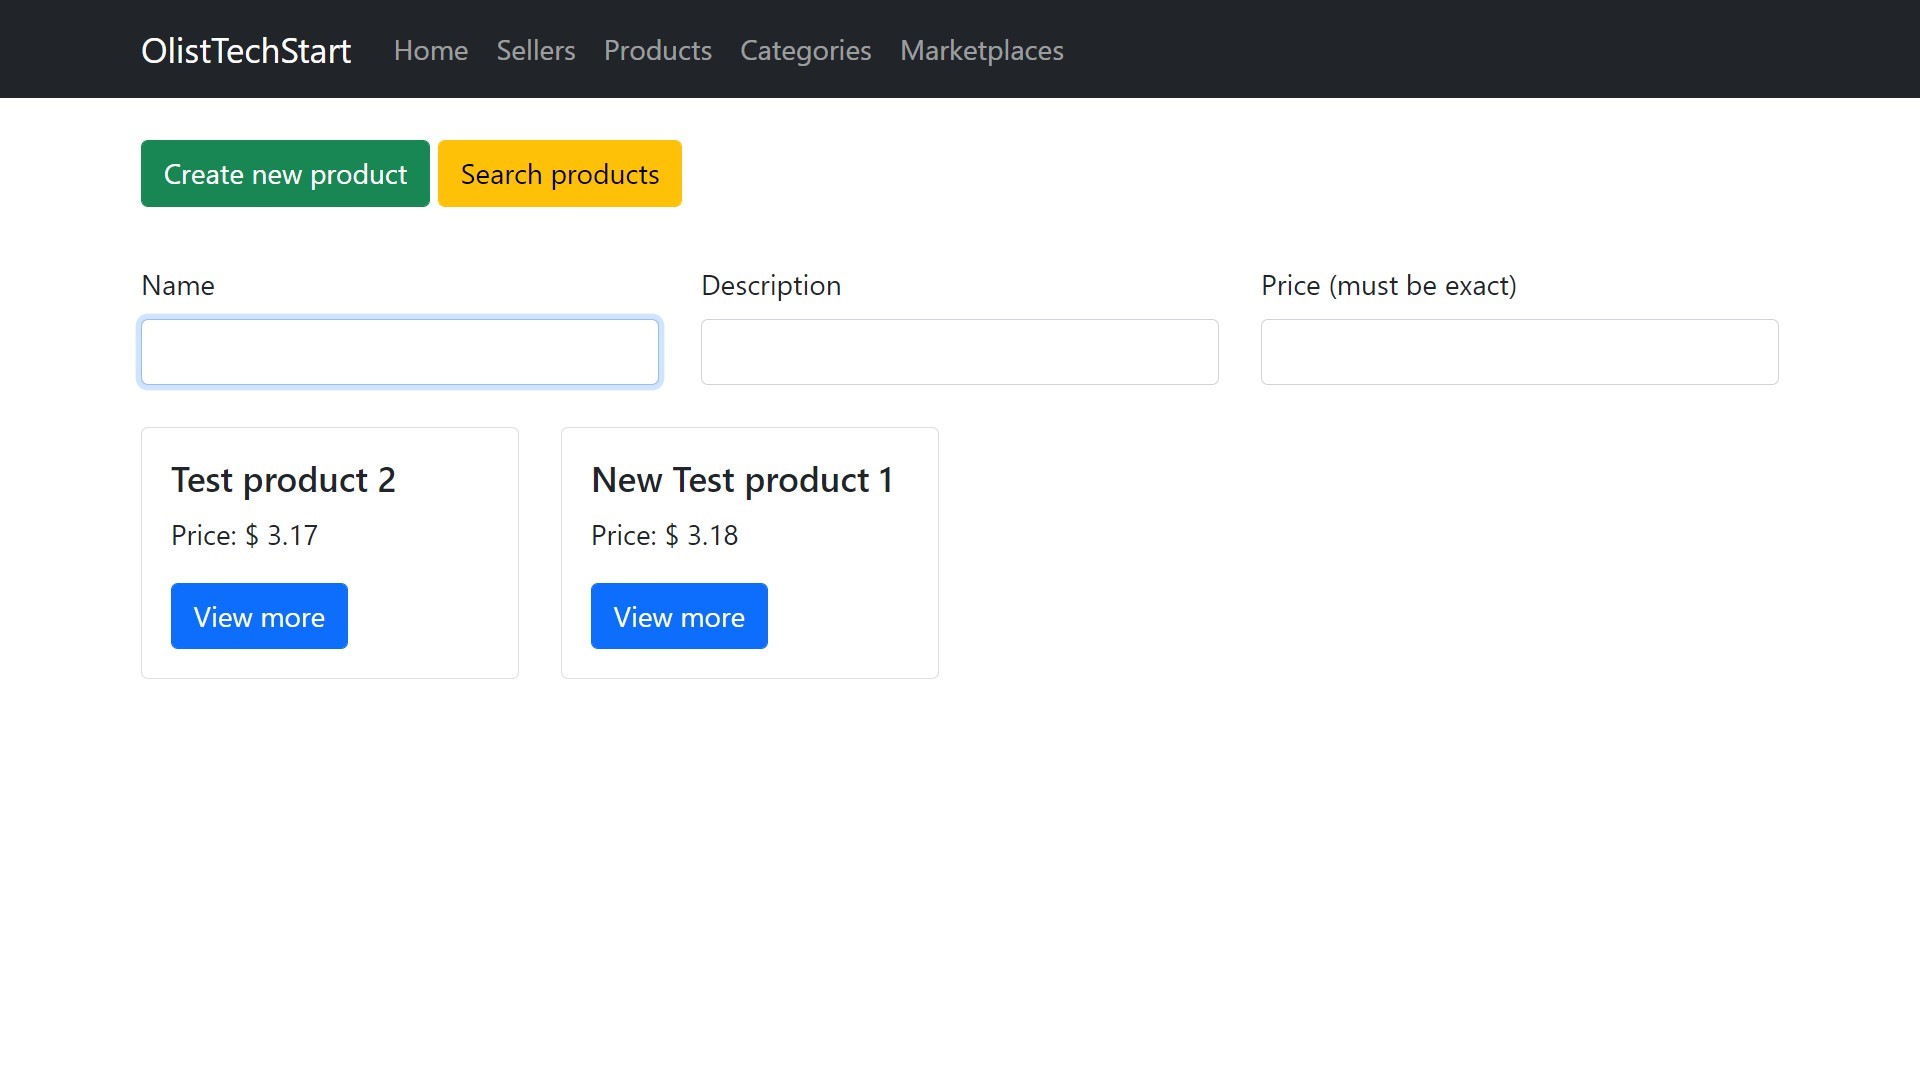 OlistTechStart Home Sellers Products Categories Marketplaces
Create new product Search products
Name Description Price (must be exact)
Test product 2 New Test product 1
Price: $ 3.17 Price: $ 3.18
View more View more